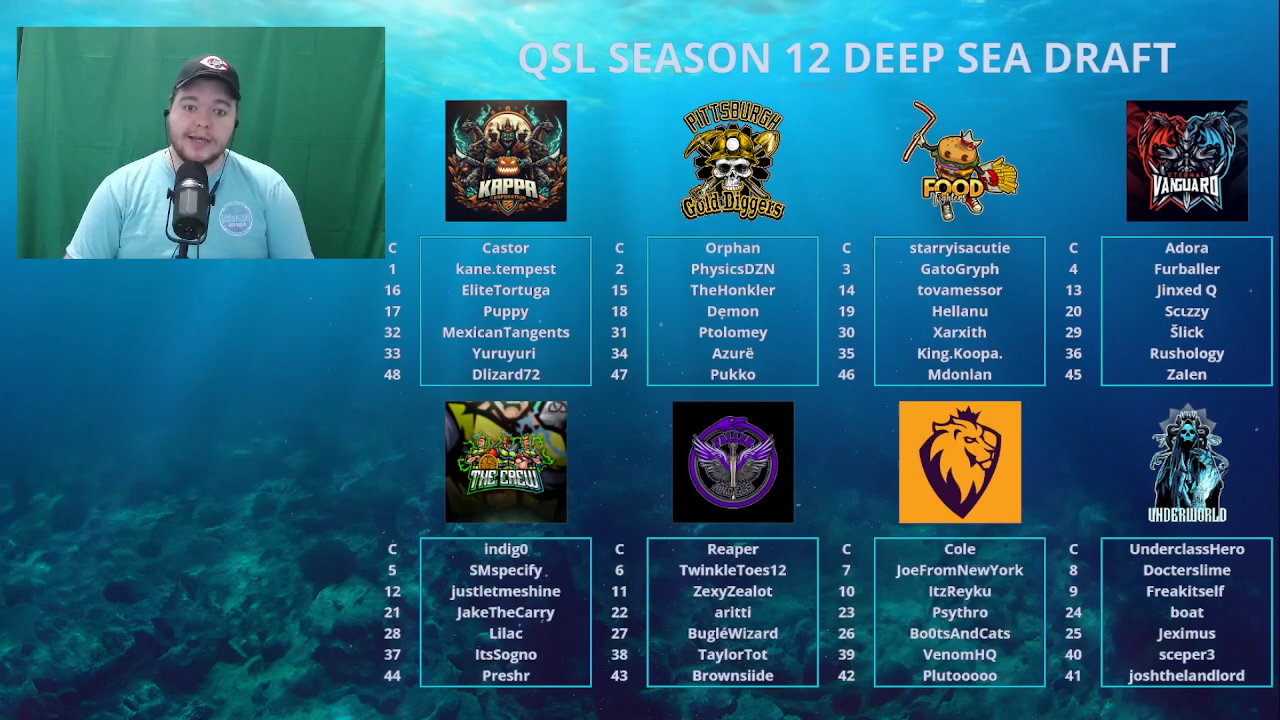 QSL SEASON 12 DEEP SEA DRAFT
KAPPA
CORPORATION
PITTSBURGH
Gold Diggers
FOOD
Fighters
ETERNAL
VANGUARD
C Castor
1 kane.tempest
16 EliteTortuga
17 Puppy
32 MexicanTangents
33 Yuruyuri
48 Dlizard72
C Orphan
2 PhysicsDZN
15 TheHonkler
18 Dęmon
31 Ptolomey
34 Azurë
47 Pukko
C starryisacutie
3 GatoGryph
14 tovamessor
19 Hellanu
30 Xarxith
35 King.Koopa.
46 Mdonlan
C Adora
4 Furballer
13 Jinxed Q
20 Scuzzy
29 Šlick
36 Rushology
45 Zalen
THE CREW
UNDERWORLD
C indig0
5 SMspecify
12 justletmeshine
21 JakeTheCarry
28 Lilac
37 ItsSogno
44 Preshr
C Reaper
6 TwinkleToes12
11 ZexyZealot
22 aritti
27 BugléWizard
38 TaylorTot
43 Brownsiide
C Cole
7 JoeFromNewYork
10 ItzReyku
23 Psythro
26 Bo0tsAndCats
39 VenomHQ
42 Plutooooo
C UnderclassHero
8 Docterslime
9 Freakitself
24 boat
25 Jeximus
40 sceper3
41 joshthelandlord